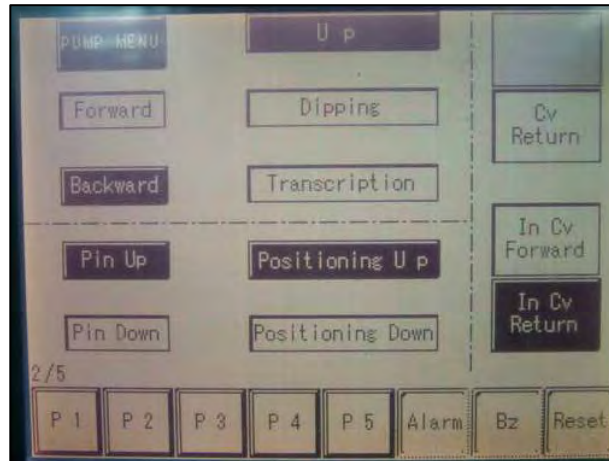 PUMP MENU
U p
Forward
Dipping
Cv
Return
Backward
Transcription
In Cv
Forward
Pin Up
Positioning U p
In Cv
Return
Pin Down
Positioning Down
2/5
P 1
P 2
P 3
P 4
P 5
Alarm
Bz
Reset